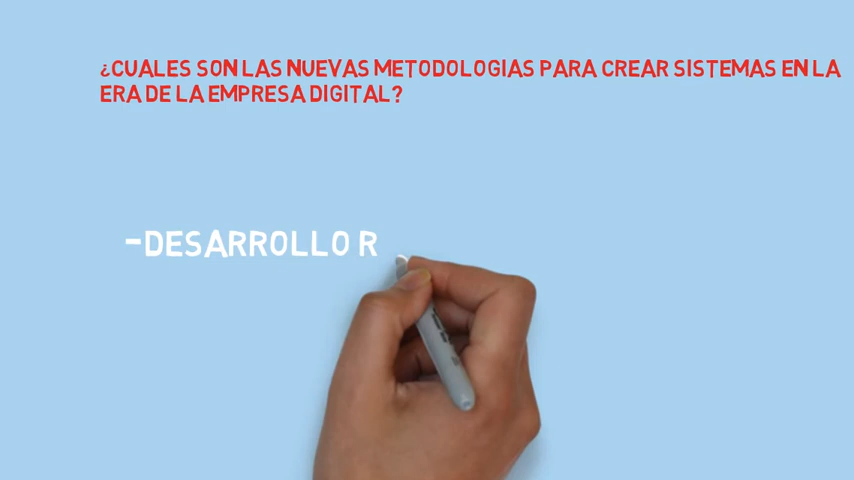 ¿CUALES SON LAS NUEVAS METODOLOGIAS PARA CREAR SISTEMAS EN LA
ERA DE LA EMPRESA DIGITAL?
-DESARROLLO R